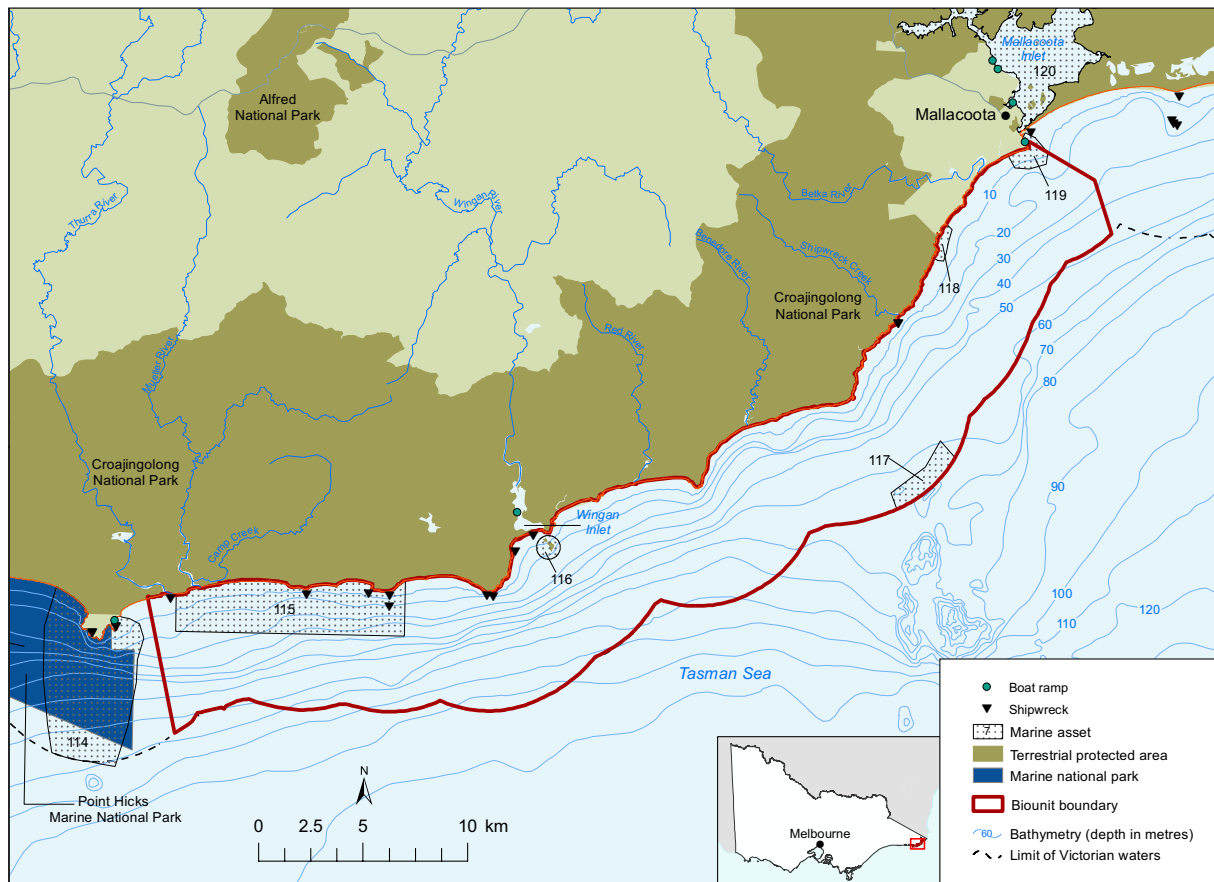 Mallacoota
Inlet
120
Alfred
National Park
Mallacoota
Thurra River
Wingan River
Betka River
10
119
Benedore River
Shipwreck Creek
20
30
118
40
50
Croajingolong
National Park
60
Red River
70
Mueller River
80
117
Croajingolong
National Park
90
Wingan
Inlet
Camp Creek
116
100
115
120
110
Tasman Sea
114
Point Hicks
Marine National Park
N
0 2.5 5 10 km
Melbourne
Boat ramp
Shipwreck
7 Marine asset
Terrestrial protected area
Marine national park
Biounit boundary
60 Bathymetry (depth in metres)
Limit of Victorian waters